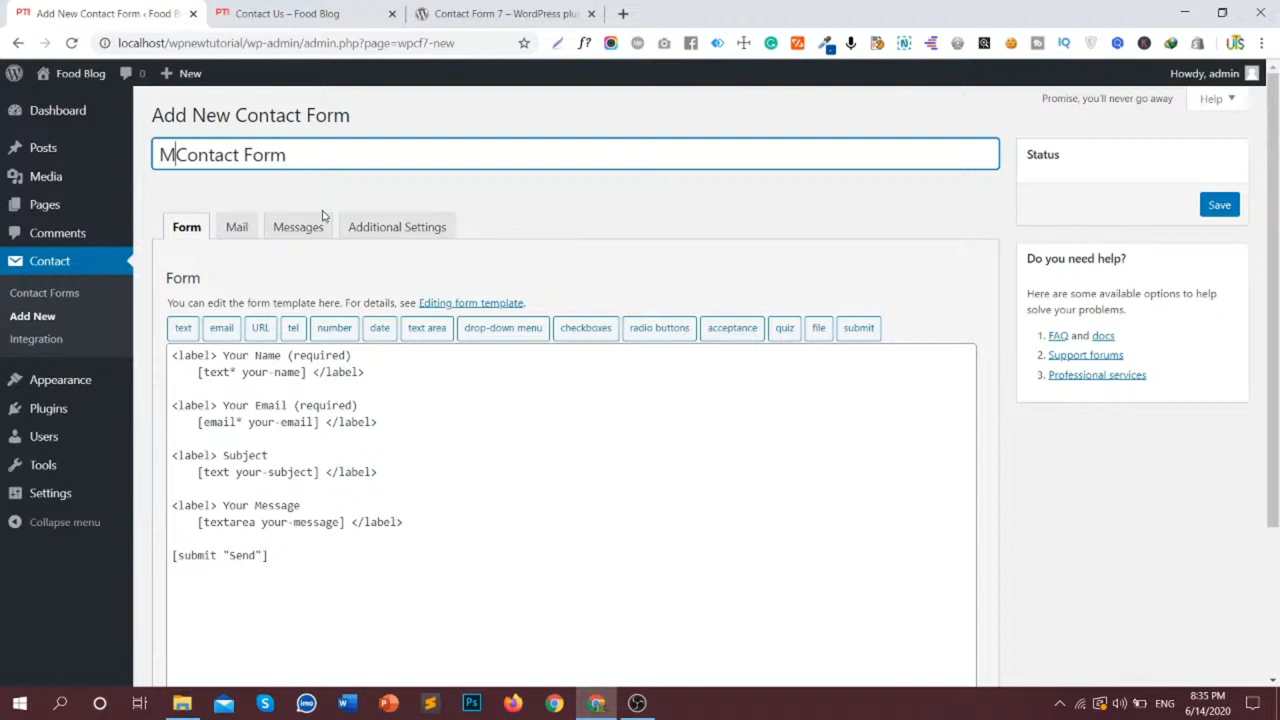 Add New Contact Form ‹ Food B
Contact Us – Food Blog
Contact Form 7 – WordPress plu
localhost/wpnewtutorial/wp-admin/admin.php?page=wpcf7-new
Food Blog
0
New
Howdy, admin
Dashboard
Posts
Media
Pages
Comments
Contact
Contact Forms
Add New
Integration
Appearance
Plugins
Users
Tools
Settings
Collapse menu
Promise, you'll never go away
Help
Add New Contact Form
MContact Form
Form
Mail
Messages
Additional Settings
Form
You can edit the form template here. For details, see Editing form template.
text
email
URL
tel
number
date
text area
drop-down menu
checkboxes
radio buttons
acceptance
quiz
file
submit
<label> Your Name (required)
[text* your-name] </label>
<label> Your Email (required)
[email* your-email] </label>
<label> Subject
[text your-subject] </label>
<label> Your Message
[textarea your-message] </label>
[submit "Send"]
Status
Save
Do you need help?
Here are some available options to help
solve your problems.
1. FAQ and docs
2. Support forums
3. Professional services
ENG
8:35 PM
6/14/2020